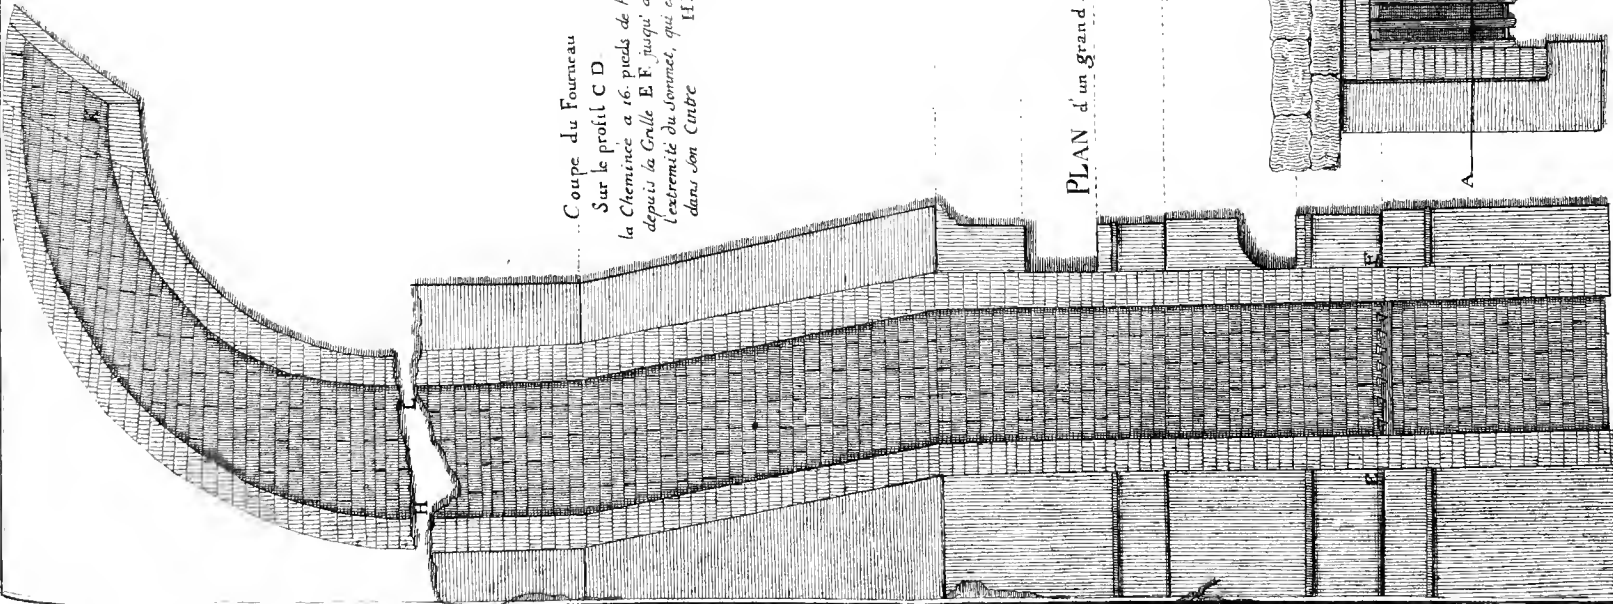 Coupe du Fourneau
Sur le profil C D.
la Cheminée a 16. pieds de
depuis la Grille E F. jusqu' a
l'extremité du Sommet, qui
dans son Cintre
H.
PLAN d'un grand
K
I
H
E
F
A